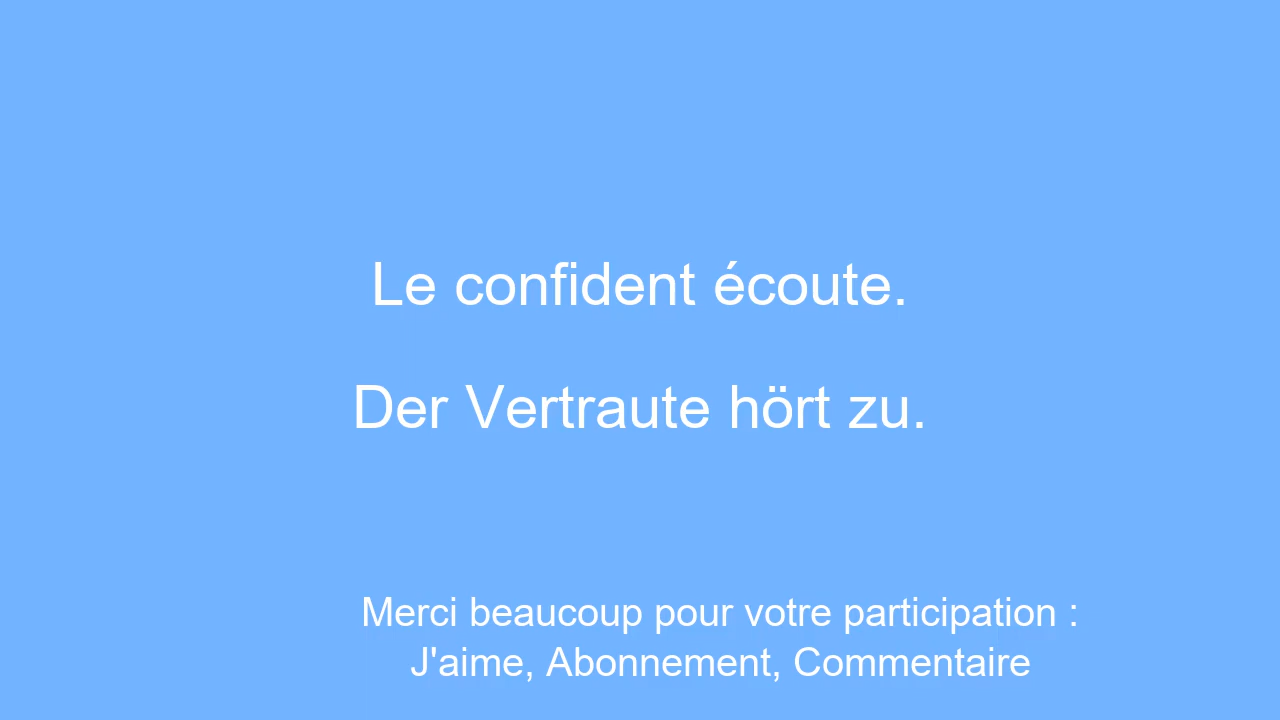 Le confident écoute.
Der Vertraute hört zu.
Merci beaucoup pour votre participation :
J'aime, Abonnement, Commentaire